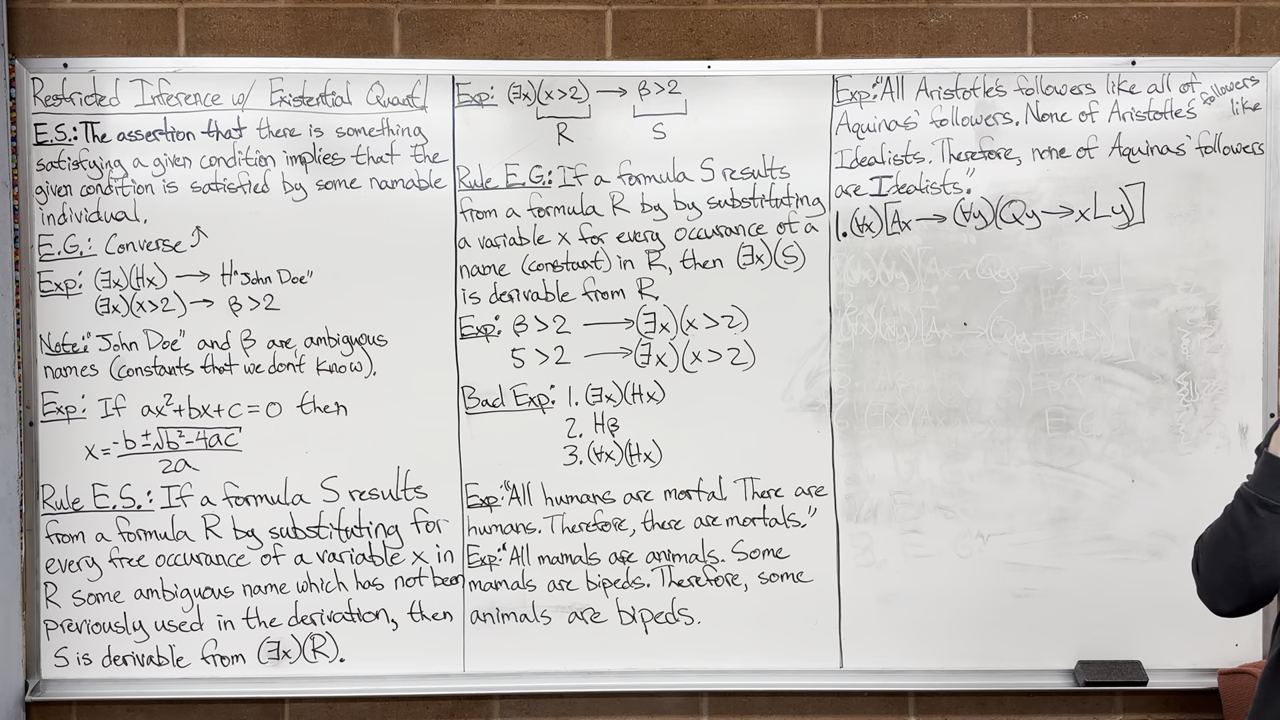 Restricted Inference w/ Existential Quant.
E.S.: The assertion that there is something
satisfying a given condition implies that the
given condition is satisfied by some namable
individual.
E.G.: Converse ↗
Exp: (∃x)(Hx) → H"John Doe"
(∃x)(x>2) → β>2
Note: "John Doe" and β are ambiguous
names (constants that we don't know).
Exp: If ax²+bx+c=0 then
x=-b±√b²-4ac
2a
Rule E.S.: If a formula S results
from a formula R by substituting for
every free occurance of a variable x in
R some ambiguous name which has not been
previously used in the derivation, then
S is derivable from (∃x)(R).
Exp: (∃x)(x>2) → β>2
R S
Rule E.G.: If a formula S results
from a formula R by by substituting
a variable x for every occurance of a
name (constant) in R, then (∃x)(S)
is derivable from R
Exp: β>2 → (∃x)(x>2)
5>2 → (∃x)(x>2)
Bad Exp: 1. (∃x)(Hx)
2. Hβ
3. (∀x)(Hx)
Exp: "All humans are mortal. There are
humans. Therefore, there are mortals."
Exp: "All mamals are animals. Some
mamals are bipeds. Therefore, some
animals are bipeds.
Exp: "All Aristotle's followers like all of
Aquinas' followers. None of Aristotle's followers like
Idealists. Therefore, none of Aquinas' followers
are Idealists."
1. (∀x)[Ax → (∀y)(Qy → xLy)]